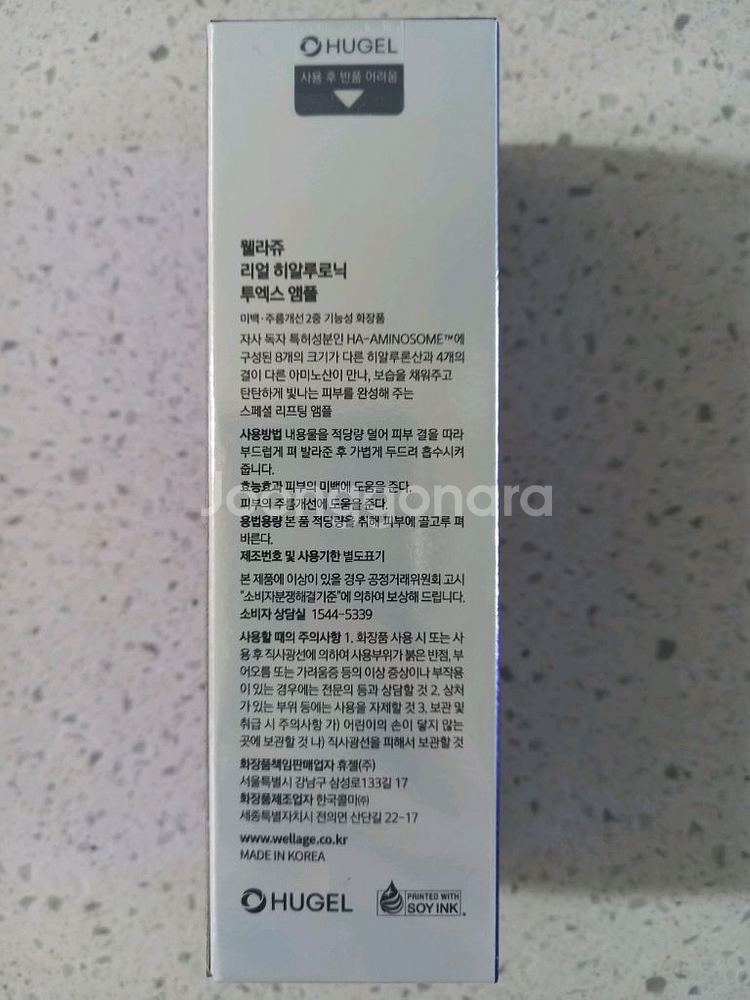 HUGEL
사용 후 반품 어려움
웰라쥬
리얼 히알루로닉
투엑스 앰플
미백·주름개선 2중 기능성 화장품
자사 독자 특허성분인 HA-AMINOSOME™에
구성된 8개의 크기가 다른 히알루론산과 4개의
결이 다른 아미노산이 만나, 보습을 채워주고
탄탄하게 빛나는 피부를 완성해 주는
스페셜 리프팅 앰플
사용방법 내용물을 적당량 덜어 피부 결을 따라
부드럽게 펴 발라준 후 가볍게 두드려 흡수시켜
줍니다.
효능효과 피부의 미백에 도움을 준다.
피부의 주름개선에 도움을 준다.
용법용량 본 품 적당량을 취해 피부에 골고루 펴
바른다.
제조번호 및 사용기한 별도표기
본 제품에 이상이 있을 경우 공정거래위원회 고시
"소비자분쟁해결기준"에 의하여 보상해 드립니다.
소비자 상담실 1544-5339
사용할 때의 주의사항 1. 화장품 사용 시 또는 사
용 후 직사광선에 의하여 사용부위가 붉은 반점, 부
어오름 또는 가려움증 등의 이상 증상이나 부작용
이 있는 경우에는 전문의 등과 상담할 것 2. 상처
가 있는 부위 등에는 사용을 자제할 것 3. 보관 및
취급 시 주의사항 가) 어린이의 손이 닿지 않는
곳에 보관할 것 나) 직사광선을 피해서 보관할 것
화장품책임판매업자 휴젤(주)
서울특별시 강남구 삼성로133길 17
화장품제조업자 한국콜마㈜
세종특별자치시 전의면 산단길 22-17
www.wellage.co.kr
MADE IN KOREA
HUGEL
PRINTED WITH
SOY INK
Joonggonara